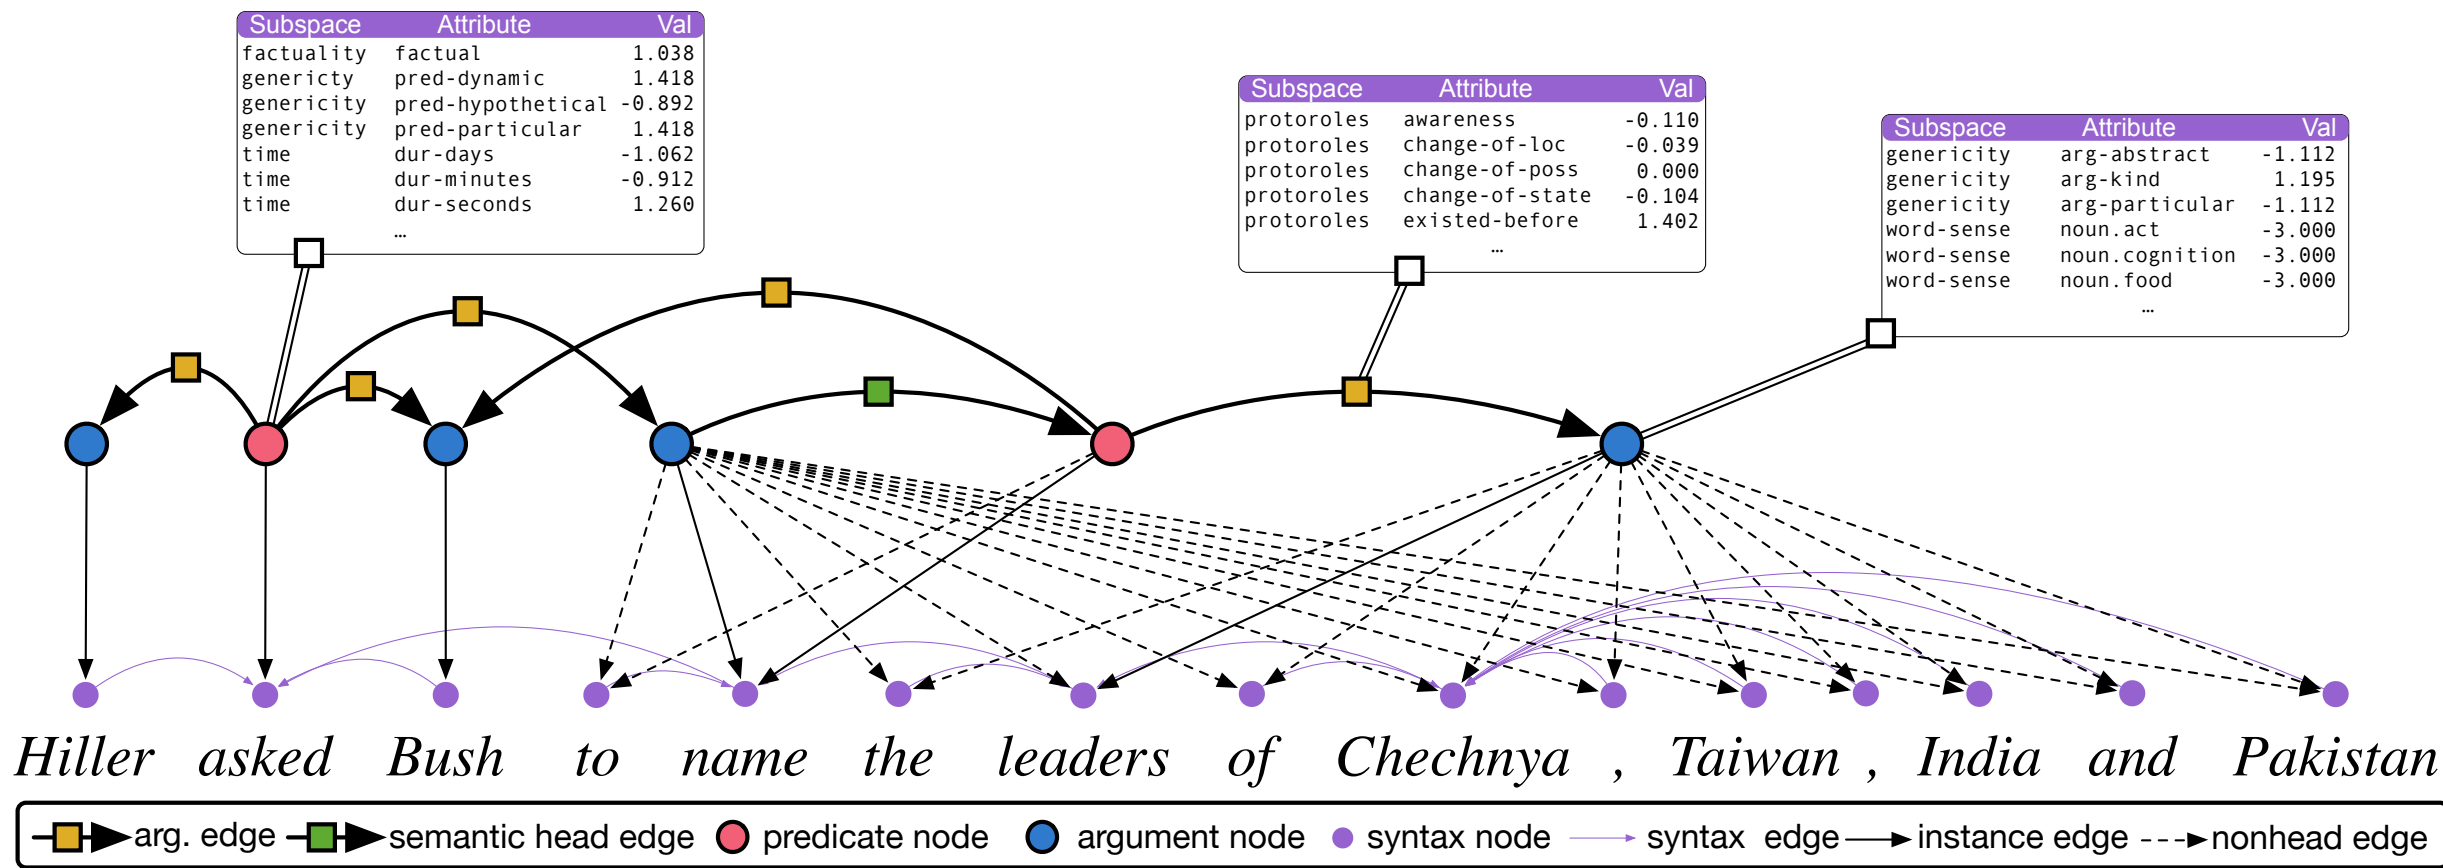 Subspace Attribute Val
factuality factual 1.038
genericty pred-dynamic 1.418
genericity pred-hypothetical -0.892
genericity pred-particular 1.418
time dur-days -1.062
time dur-minutes -0.912
time dur-seconds 1.260
…
Subspace Attribute Val
protoroles awareness -0.110
protoroles change-of-loc -0.039
protoroles change-of-poss 0.000
protoroles change-of-state -0.104
protoroles existed-before 1.402
…
Subspace Attribute Val
genericity arg-abstract -1.112
genericity arg-kind 1.195
genericity arg-particular -1.112
word-sense noun.act -3.000
word-sense noun.cognition -3.000
word-sense noun.food -3.000
…
Hiller asked Bush to name the leaders of Chechnya , Taiwan , India and Pakistan
arg. edge semantic head edge predicate node argument node syntax node syntax edge instance edge nonhead edge